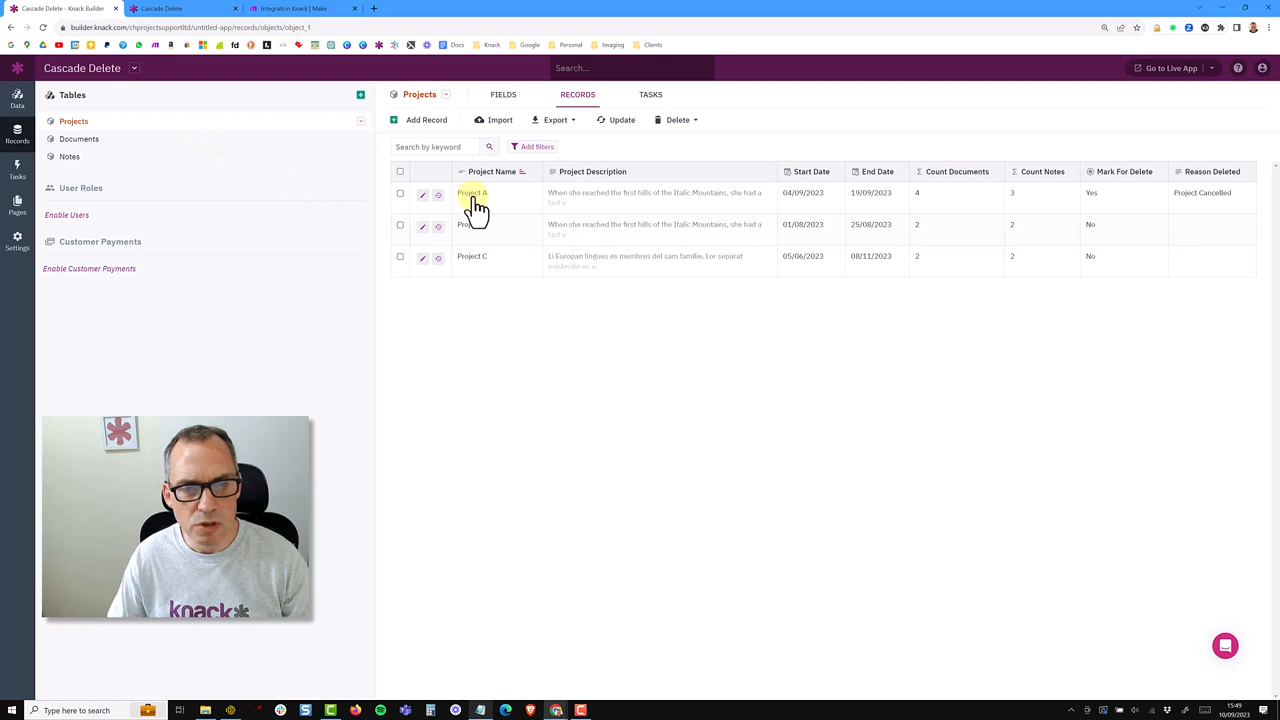 Cascade Delete - Knack Builder
Cascade Delete
Integration Knack | Make
builder.knack.com/chprojectsupportltd/untitled-app/records/objects/object_1
Docs
Knack
Google
Personal
Imaging
Clients
Cascade Delete
Search...
Go to Live App
Data
Records
Tasks
Pages
Settings
Tables
Projects
Documents
Notes
User Roles
Enable Users
Customer Payments
Enable Customer Payments
Projects
FIELDS
RECORDS
TASKS
Add Record
Import
Export
Update
Delete
Search by keyword
Add filters
Project Name
Project Description
Start Date
End Date
Count Documents
Count Notes
Mark For Delete
Reason Deleted
Project A
When she reached the first hills of the Italic Mountains, she had a
last v
04/09/2023
19/09/2023
4
3
Yes
Project Cancelled
When she reached the first hills of the Italic Mountains, she had a
last v
01/08/2023
25/08/2023
2
2
No
Project C
Li Europan lingues es membres del sam familie. Lor separat
existentie es u
05/06/2023
08/11/2023
2
2
No
knack
Type here to search
15:49
10/09/2023